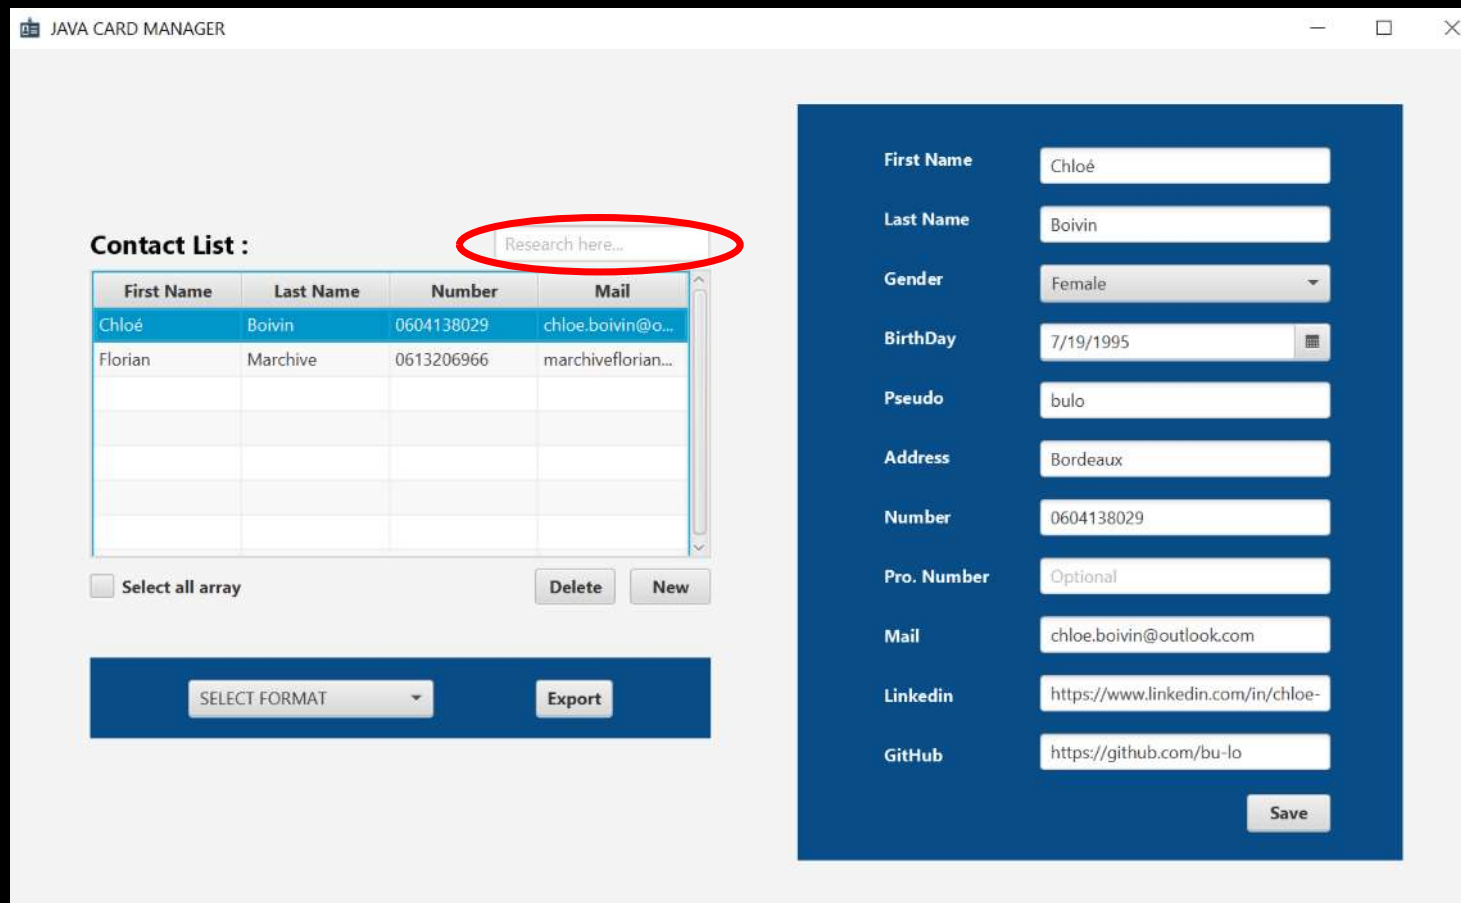 JAVA CARD MANAGER
Contact List :
Research here...
First Name Last Name Number Mail
Chloé Boivin 0604138029 chloe.boivin@o...
Florian Marchive 0613206966 marchiveflorian...
Select all array
Delete
New
SELECT FORMAT
Export
First Name Chloé
Last Name Boivin
Gender Female
BirthDay 7/19/1995
Pseudo bulo
Address Bordeaux
Number 0604138029
Pro. Number Optional
Mail chloe.boivin@outlook.com
Linkedin https://www.linkedin.com/in/chloe-
GitHub https://github.com/bu-lo
Save